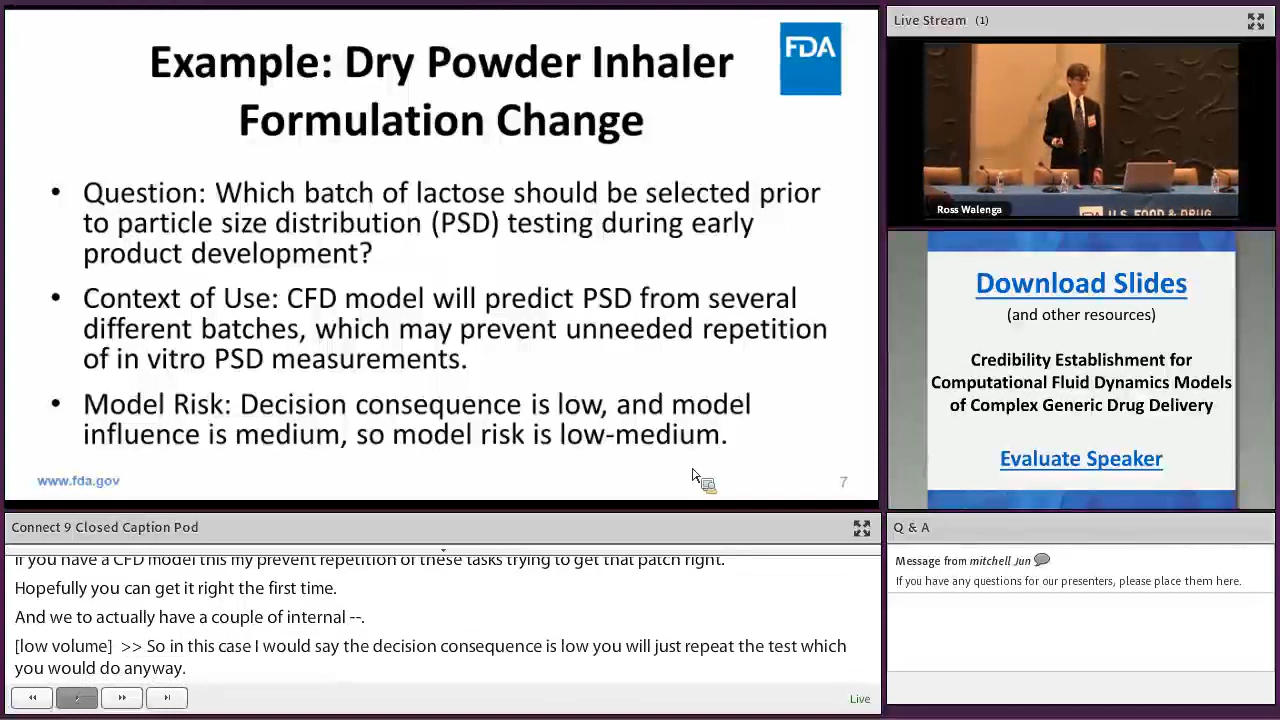 Example: Dry Powder Inhaler
Formulation Change
FDA
• Question: Which batch of lactose should be selected prior
to particle size distribution (PSD) testing during early
product development?
• Context of Use: CFD model will predict PSD from several
different batches, which may prevent unneeded repetition
of in vitro PSD measurements.
• Model Risk: Decision consequence is low, and model
influence is medium, so model risk is low-medium.
www.fda.gov
7
Live Stream (1)
Ross Walenga
FDA U.S. FOOD & DRUG
Download Slides
(and other resources)
Credibility Establishment for
Computational Fluid Dynamics Models
of Complex Generic Drug Delivery
Evaluate Speaker
Connect 9 Closed Caption Pod
If you have a CFD model this my prevent repetition of these tasks trying to get that patch right.
Hopefully you can get it right the first time.
And we to actually have a couple of internal --.
[low volume] >> So in this case I would say the decision consequence is low you will just repeat the test which
you would do anyway.
Live
Q & A
Message from mitchell Jun
If you have any questions for our presenters, please place them here.